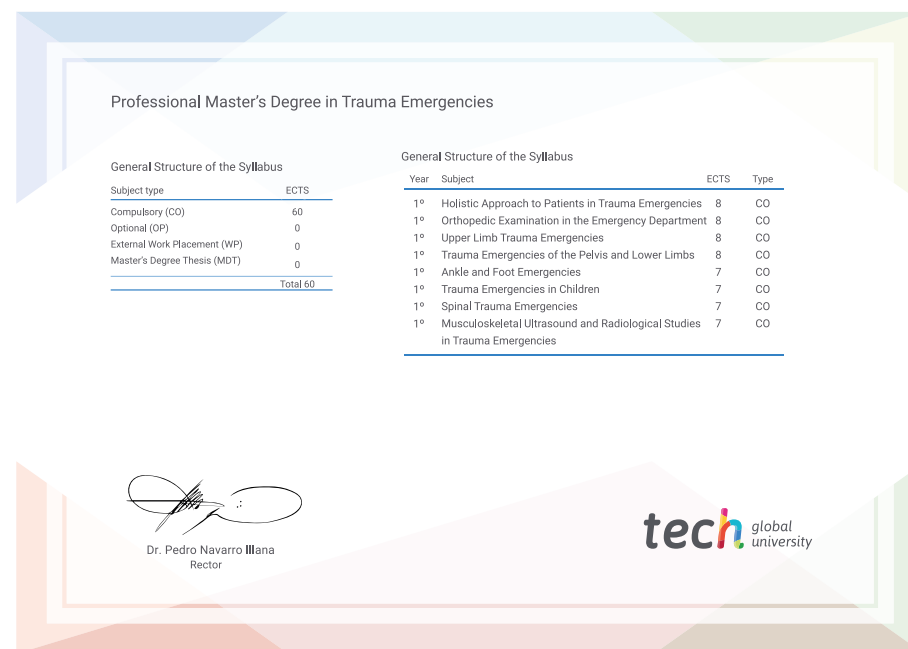 Professional Master's Degree in Trauma Emergencies
General Structure of the Syllabus
Subject type ECTS
Compulsory (CO) 60
Optional (OP) 0
External Work Placement (WP) 0
Master's Degree Thesis (MDT) 0
Total 60
General Structure of the Syllabus
Year Subject ECTS Type
1º Holistic Approach to Patients in Trauma Emergencies 8 CO
1º Orthopedic Examination in the Emergency Department 8 CO
1º Upper Limb Trauma Emergencies 8 CO
1º Trauma Emergencies of the Pelvis and Lower Limbs 8 CO
1º Ankle and Foot Emergencies 7 CO
1º Trauma Emergencies in Children 7 CO
1º Spinal Trauma Emergencies 7 CO
1º Musculoskeletal Ultrasound and Radiological Studies 7 CO
in Trauma Emergencies
Dr. Pedro Navarro Illana
Rector
tech global
university